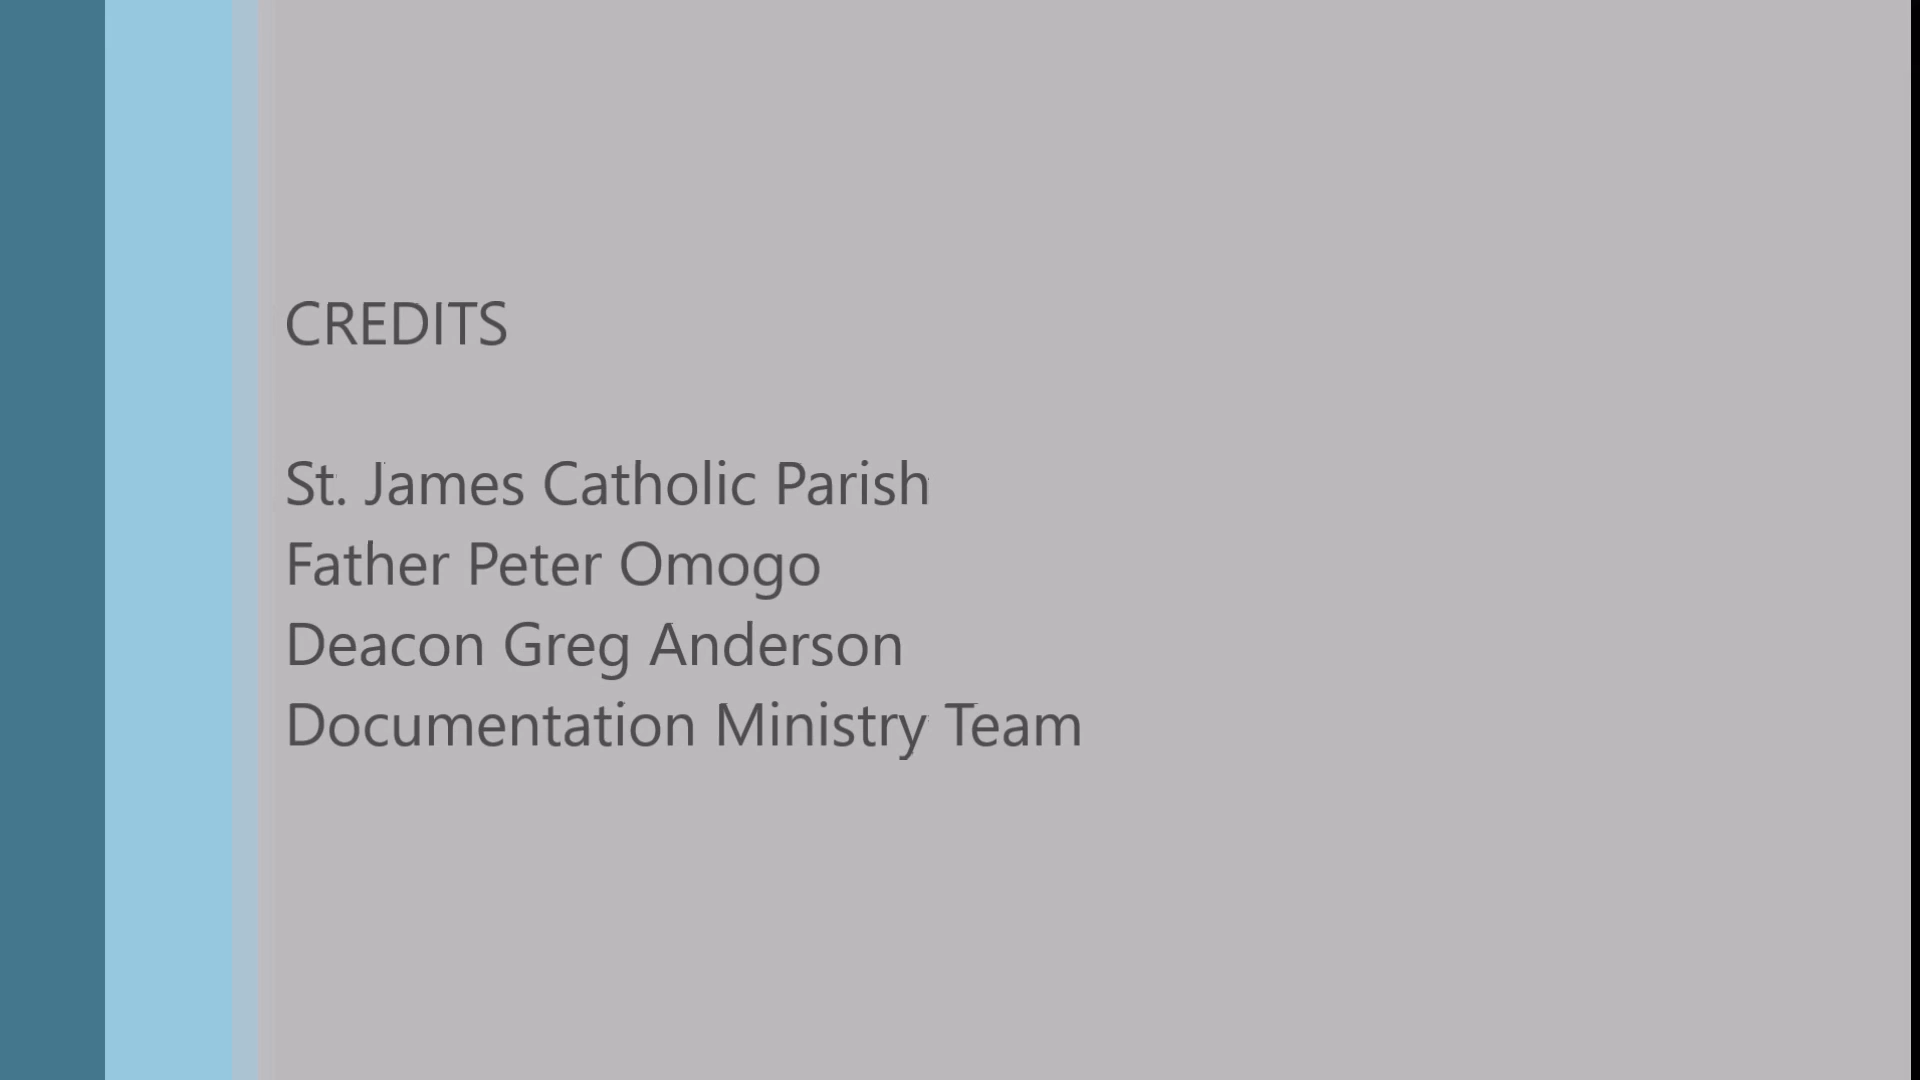 CREDITS
St. James Catholic Parish
Father Peter Omogo
Deacon Greg Anderson
Documentation Ministry Team